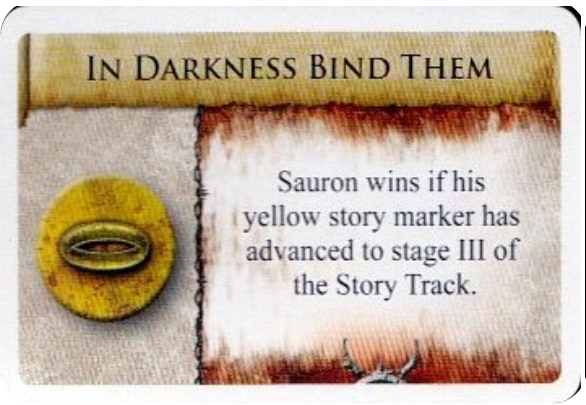 In Darkness Bind Them
Sauron wins if his
yellow story marker has
advanced to stage III of
the Story Track.